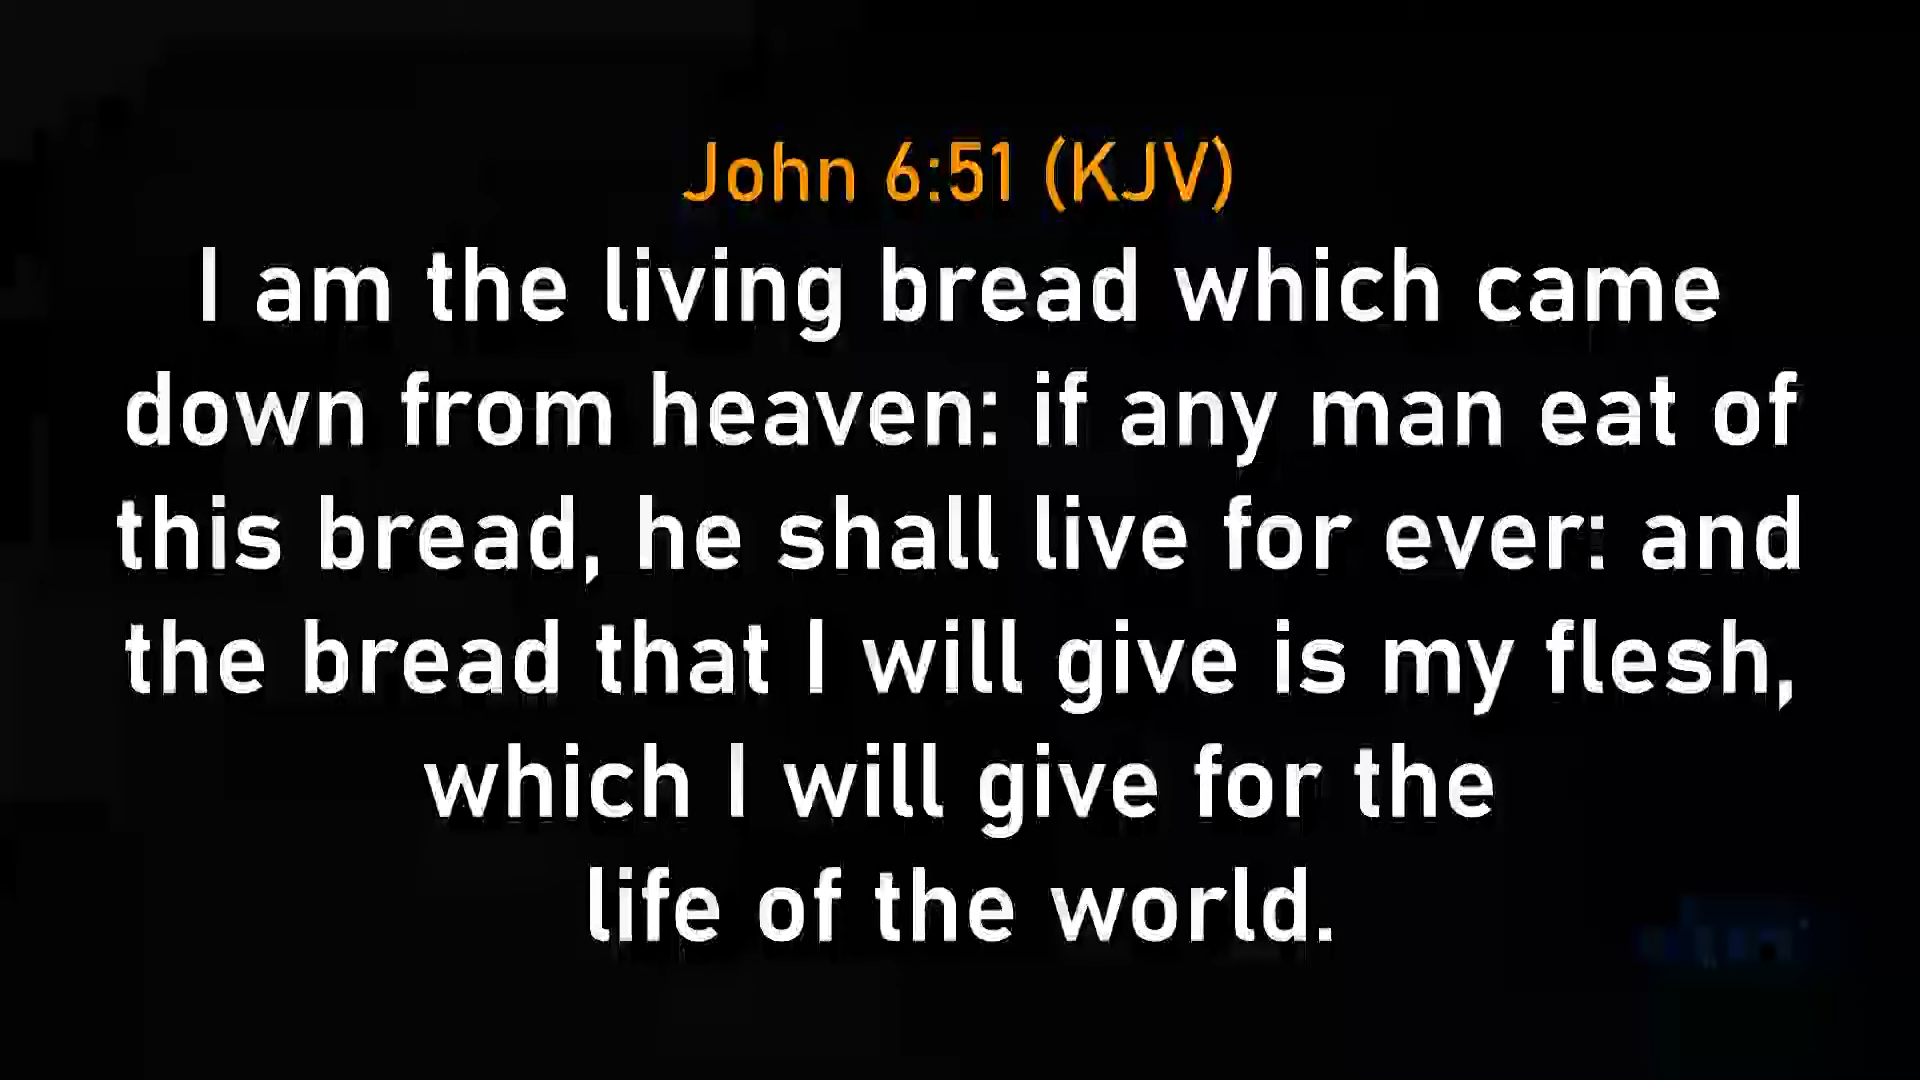 John 6:51 (KJV)
I am the living bread which came
down from heaven: if any man eat of
this bread, he shall live for ever: and
the bread that I will give is my flesh,
which I will give for the
life of the world.